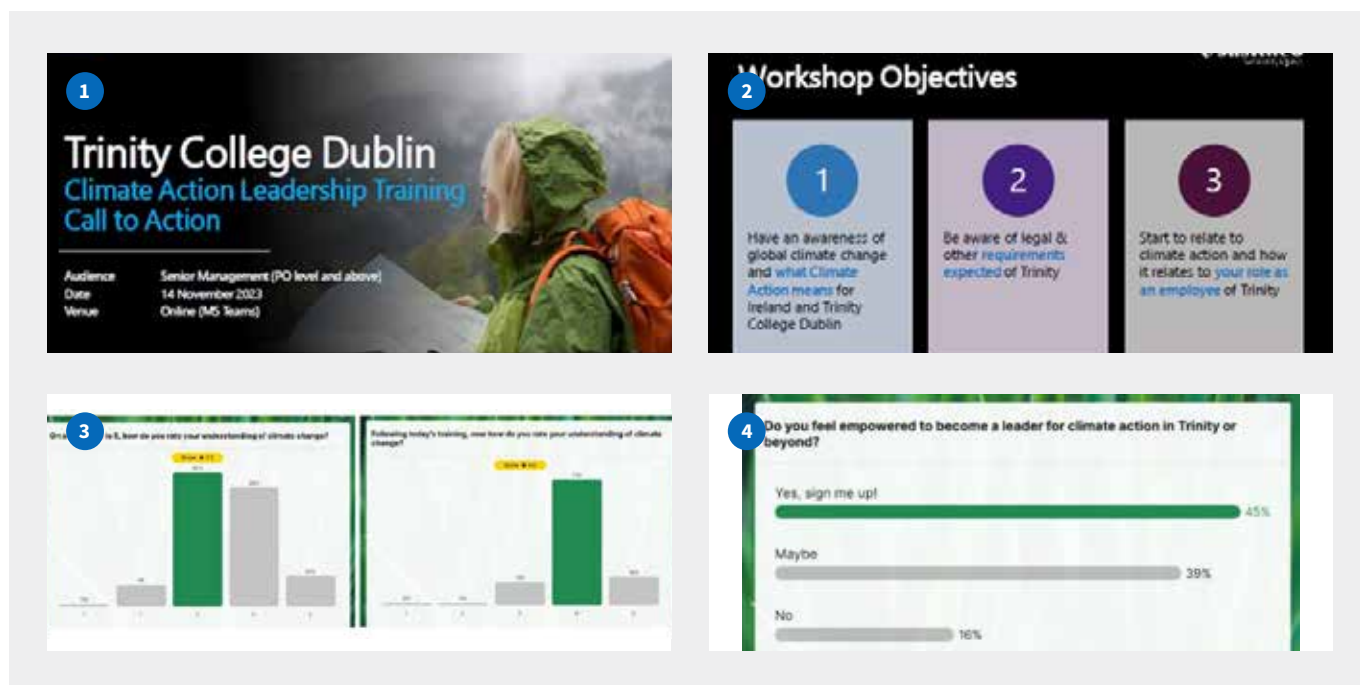 1
Trinity College Dublin
Climate Action Leadership Training
Call to Action
Audience Senior Management (PO level and above)
Date 14 November 2023
Venue Online (MS Teams)
2
Workshop Objectives
1
Have an awareness of
global climate change
and what Climate
Action means for
Ireland and Trinity
College Dublin
2
Be aware of legal &
other requirements
expected of Trinity
3
Start to relate to
climate action and how
it relates to your role as
an employee of Trinity
3
5, how do you rate your understanding of climate change?
Following today's training, now how do you rate your understanding of climate
change?
4
Do you feel empowered to become a leader for climate action in Trinity or
beyond?
Yes, sign me up!
45%
Maybe
39%
No
16%